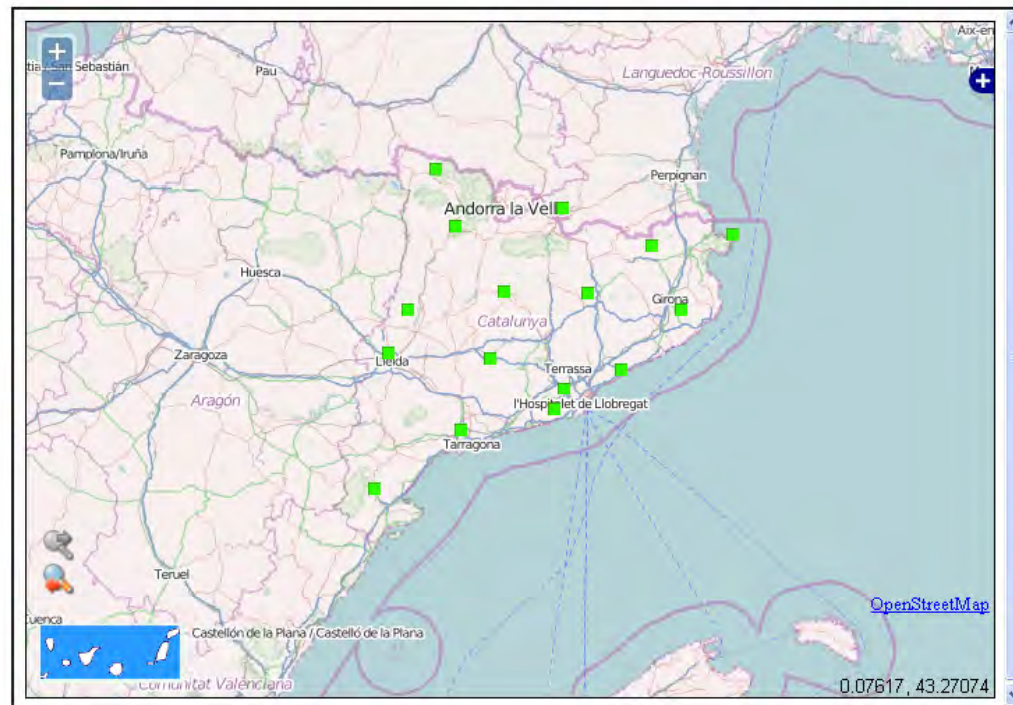 Aix-en
+
tia / San Sebastián
Pau
Languedoc-Roussillon
+
−
Pamplona/Iruña
Perpignan
Andorra la Vell
Huesca
Girona
Catalunya
Zaragoza
Lleida
Terrassa
Aragón
l'Hospitalet de Llobregat
Tarragona
Teruel
OpenStreetMap
Cuenca
Castellón de la Plana / Castelló de la Plana
Comunitat Valenciana
0.07617, 43.27074